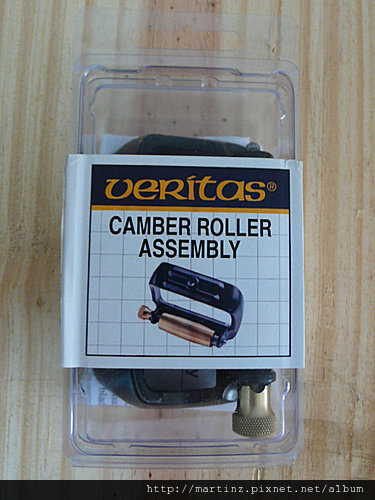 veritas®
CAMBER ROLLER
ASSEMBLY
http://martinz.pixnet.net/album